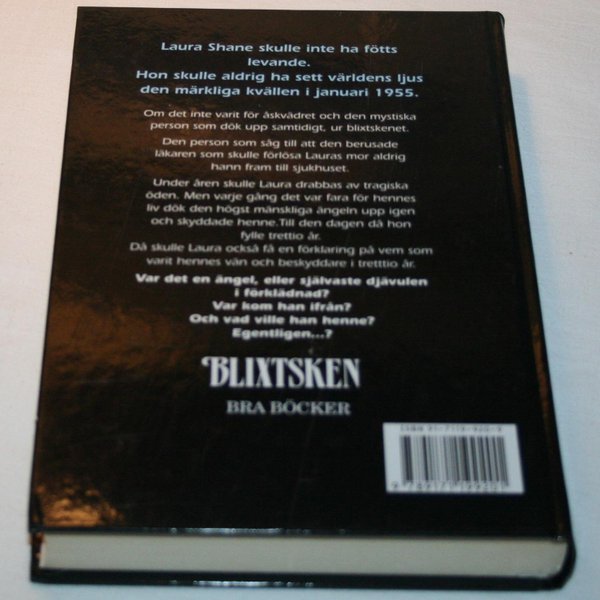 Laura Shane skulle inte ha fötts
levande.
Hon skulle aldrig ha sett världens ljus
den märkliga kvällen i januari 1955.
Om det inte varit för åskvädret och den mystiska
person som dök upp samtidigt, ur blixtskenet.
Den person som såg till att den berusade
läkaren som skulle förlösa Lauras mor aldrig
hann fram till sjukhuset.
Under åren skulle Laura drabbas av tragiska
öden. Men varje gång det var fara för hennes
liv dök den högst mänskliga ängeln upp igen
och skyddade henne. Till den dagen då hon
fylle trettio år.
Då skulle Laura också få en förklaring på vem som
varit hennes vän och beskyddare i tretttio år.
Var det en ängel, eller självaste djävulen
i förklädnad?
Var kom han ifrån?
Och vad ville han henne?
Egentligen...?
BLIXTSKEN
BRA BÖCKER
ISBN